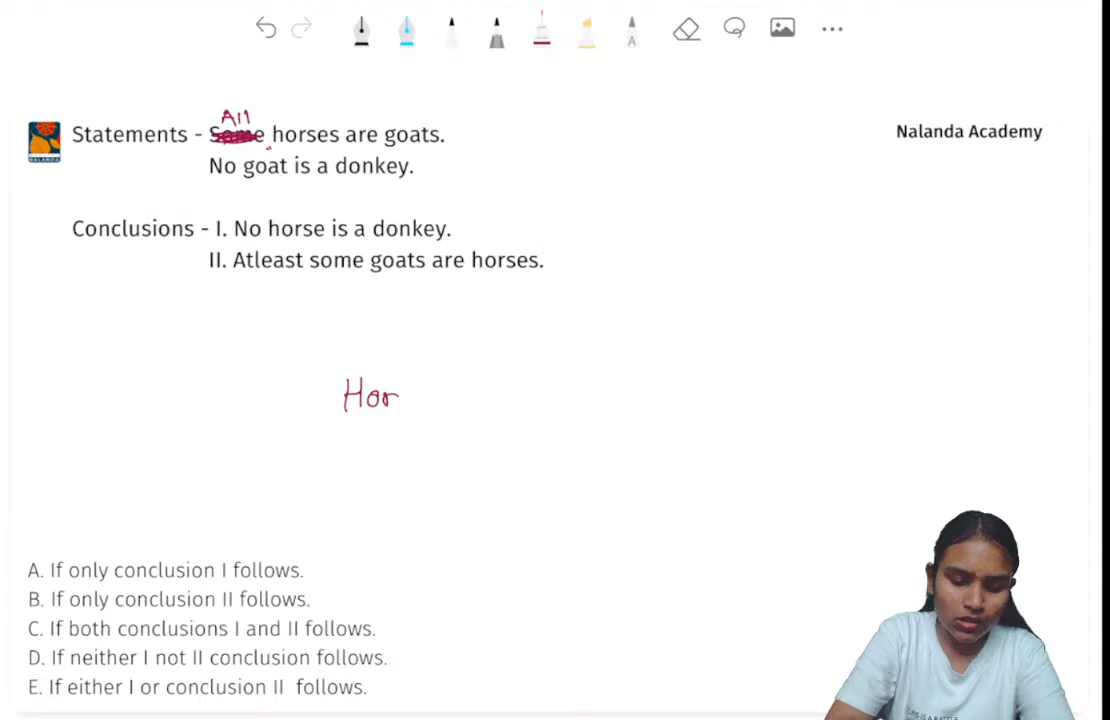 All
Statements - Some horses are goats.
Nalanda Academy
NALANDA
No goat is a donkey.
Conclusions - I. No horse is a donkey.
II. Atleast some goats are horses.
Hor
A. If only conclusion I follows.
B. If only conclusion II follows.
C. If both conclusions I and II follows.
D. If neither I not II conclusion follows.
E. If either I or conclusion II follows.